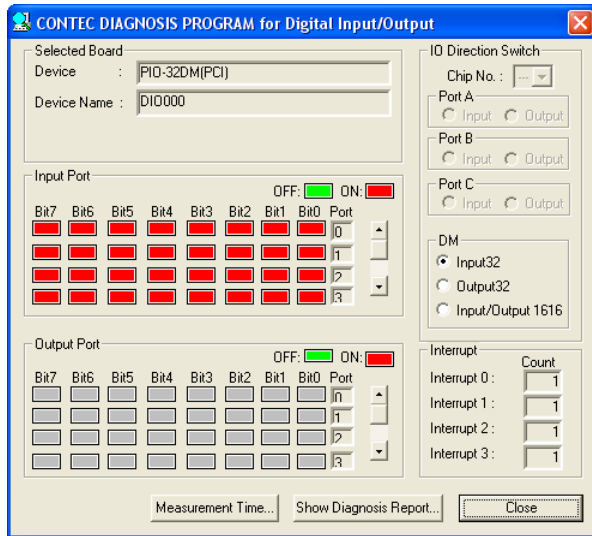 CONTEC DIAGNOSIS PROGRAM for Digital Input/Output
Selected Board
Device : PIO-32DM(PCI)
Device Name : DIO000
IO Direction Switch
Chip No. : ---
Port A
Input Output
Port B
Input Output
Port C
Input Output
DM
Input32
Output32
Input/Output 1616
Input Port
OFF: ON:
Bit7 Bit6 Bit5 Bit4 Bit3 Bit2 Bit1 Bit0 Port
0
1
2
3
Output Port
OFF: ON:
Bit7 Bit6 Bit5 Bit4 Bit3 Bit2 Bit1 Bit0 Port
0
1
2
3
Interrupt
Count
Interrupt 0 : 1
Interrupt 1 : 1
Interrupt 2 : 1
Interrupt 3 : 1
Measurement Time... Show Diagnosis Report... Close